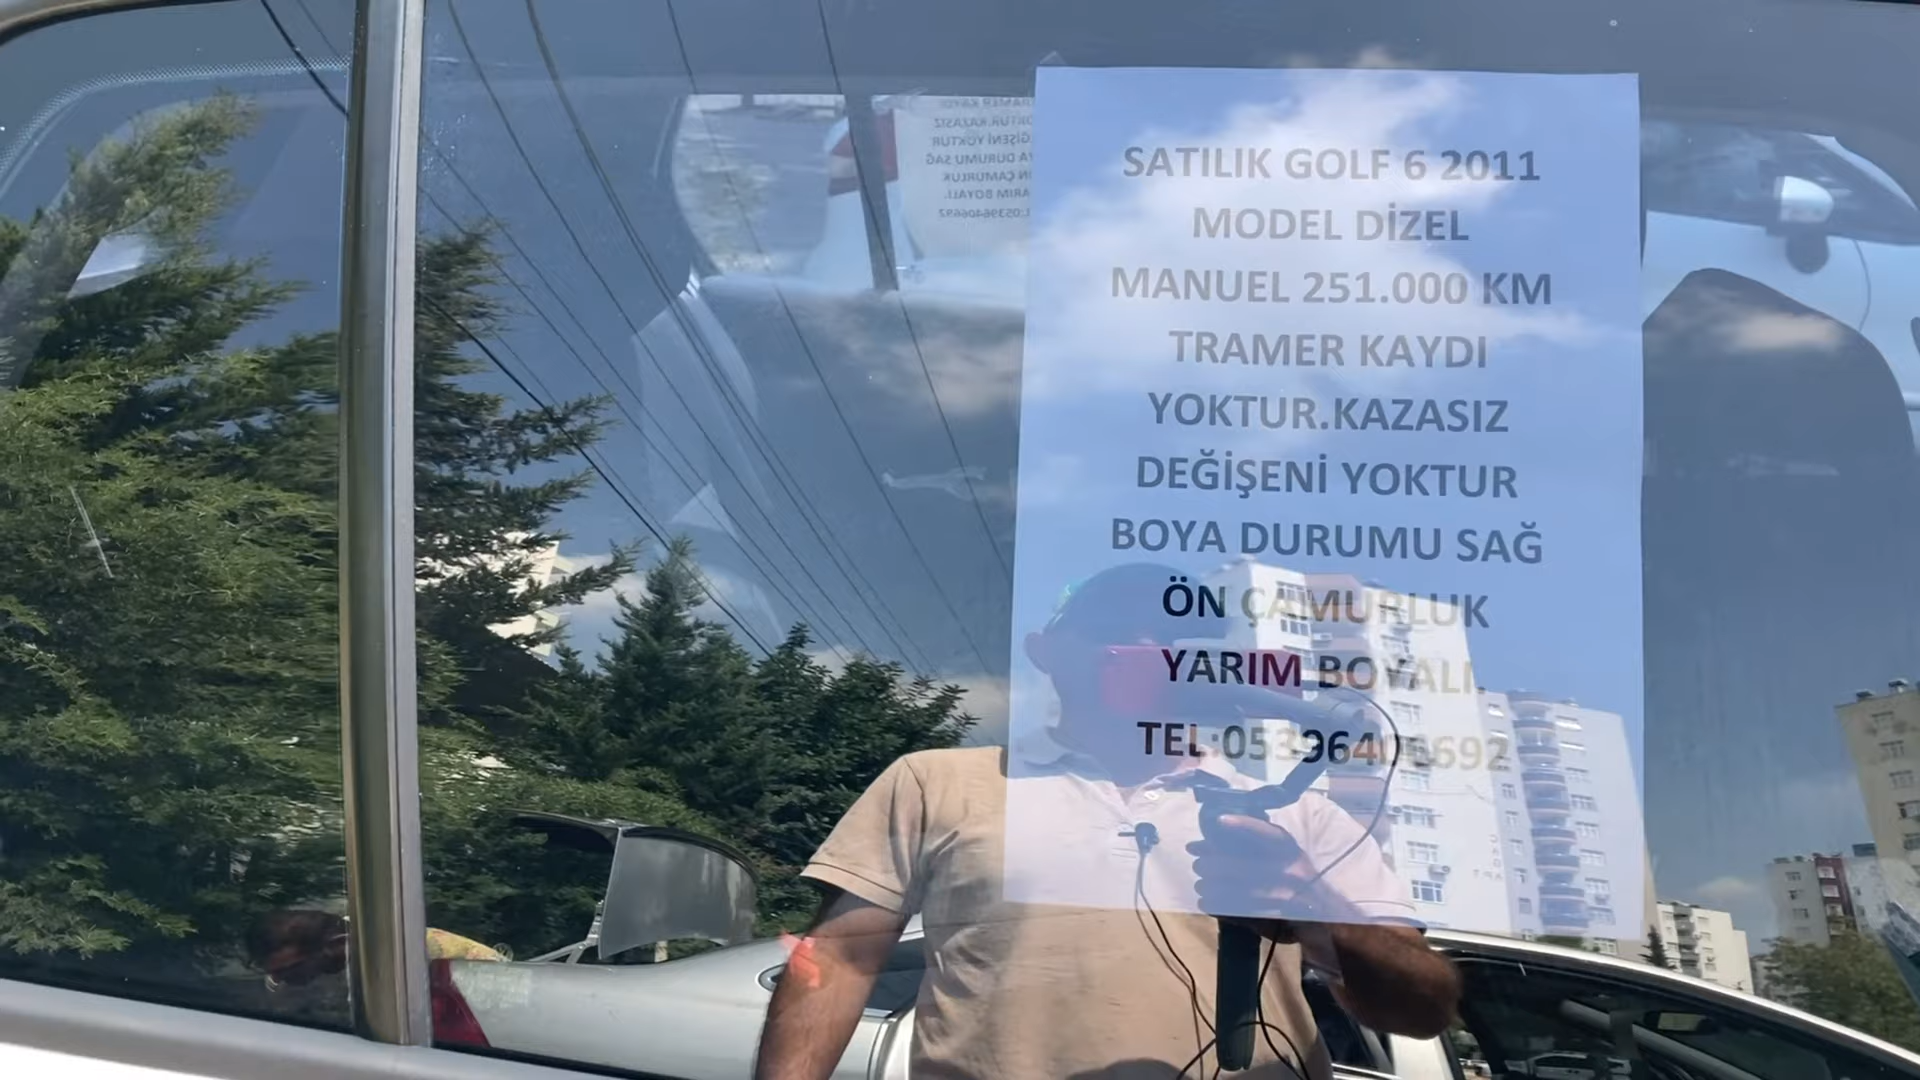 SATILIK GOLF 6 2011
MODEL DİZEL
MANUEL 251.000 KM
TRAMER KAYDI
YOKTUR.KAZASIZ
DEĞİŞENİ YOKTUR
BOYA DURUMU SAĞ
ÖN ÇAMURLUK
YARIM BOYALI
TEL:05396406692